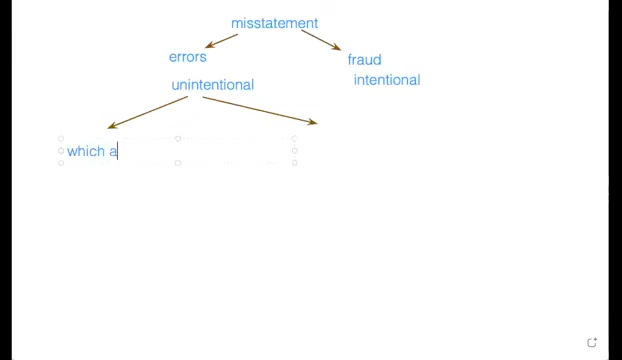 misstatement
errors
fraud
intentional
unintentional
which a